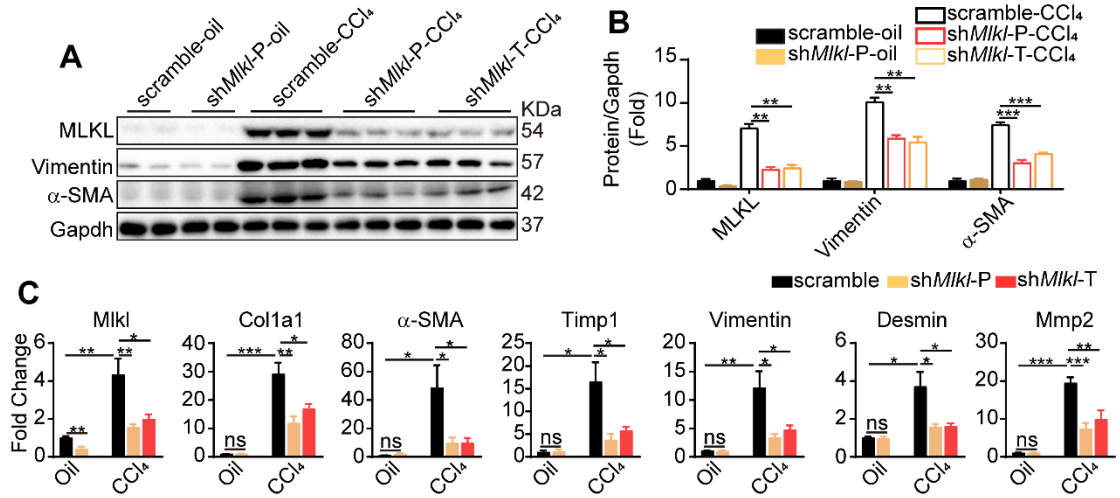 A
scramble-oil
shMlkl-P-oil
scramble-CCl₄
shMlkl-P-CCl₄
shMlkl-T-CCl₄
KDa
MLKL 54
Vimentin 57
α-SMA 42
Gapdh 37
B
scramble-oil
shMlkl-P-oil
scramble-CCl₄
shMlkl-P-CCl₄
shMlkl-T-CCl₄
Protein/Gapdh
(Fold)
15
10
5
0
** **
** **
*** ***
MLKL
Vimentin
α-SMA
C
scramble shMlkl-P shMlkl-T
Mlkl
Fold Change
6
4
2
0
*
** **
**
Oil
CCl₄
Col1a1
40
30
20
10
0
*
*** **
ns
Oil
CCl₄
α-SMA
80
60
40
20
0
*
* *
ns
Oil
CCl₄
Timp1
25
20
15
10
5
0
*
* *
ns
Oil
CCl₄
Vimentin
20
15
10
5
0
*
** *
ns
Oil
CCl₄
Desmin
6
4
2
0
*
* *
ns
Oil
CCl₄
Mmp2
30
20
10
0
**
*** ***
ns
Oil
CCl₄